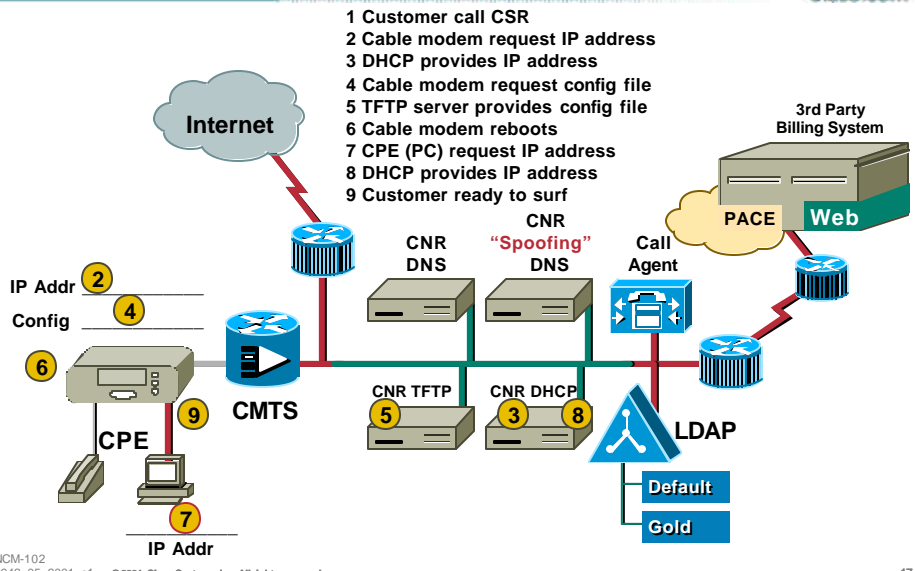 1 Customer call CSR
2 Cable modem request IP address
3 DHCP provides IP address
4 Cable modem request config file
5 TFTP server provides config file
6 Cable modem reboots
7 CPE (PC) request IP address
8 DHCP provides IP address
9 Customer ready to surf
Internet
3rd Party
Billing System
PACE
Web
CNR
DNS
CNR
“Spoofing”
DNS
Call
Agent
IP Addr
2
Config
4
6
CMTS
CNR TFTP
5
CNR DHCP
3
8
9
CPE
LDAP
Default
Gold
7
IP Addr
NCM-102
17